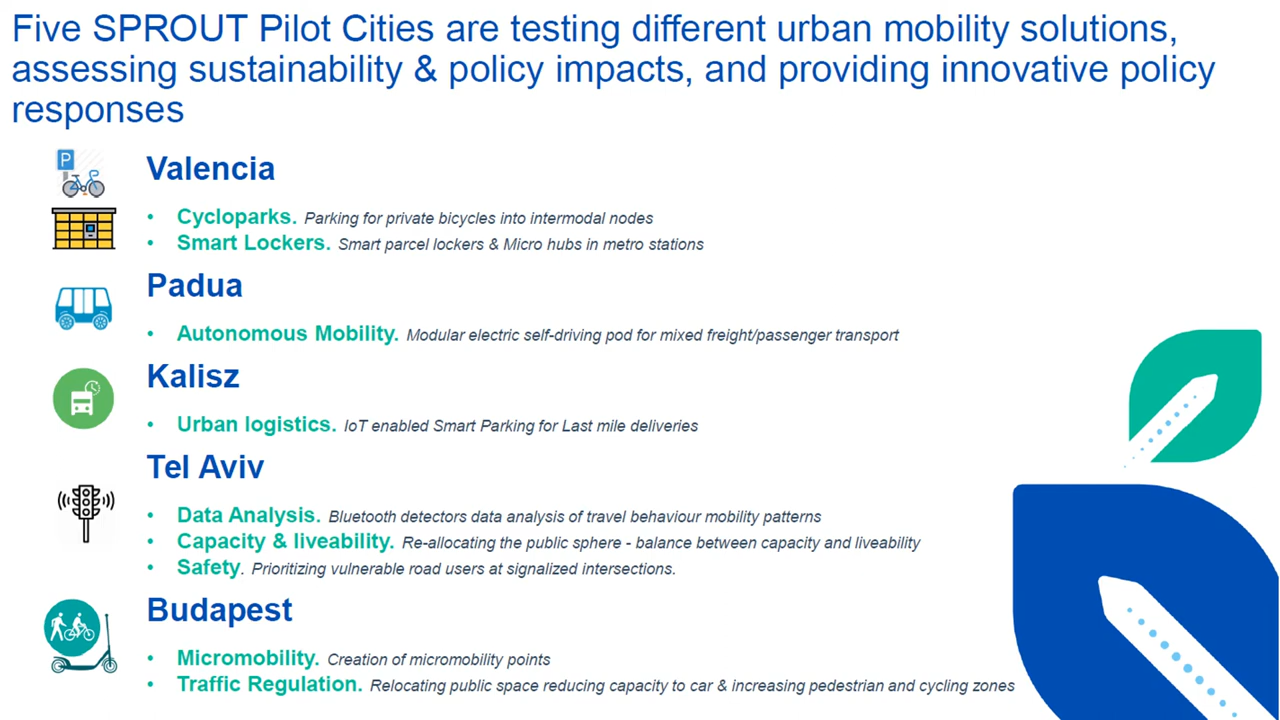 Five SPROUT Pilot Cities are testing different urban mobility solutions,
assessing sustainability & policy impacts, and providing innovative policy
responses
P
Valencia
• Cycloparks. Parking for private bicycles into intermodal nodes
• Smart Lockers. Smart parcel lockers & Micro hubs in metro stations
Padua
• Autonomous Mobility. Modular electric self-driving pod for mixed freight/passenger transport
Kalisz
• Urban logistics. IoT enabled Smart Parking for Last mile deliveries
Tel Aviv
• Data Analysis. Bluetooth detectors data analysis of travel behaviour mobility patterns
• Capacity & liveability. Re-allocating the public sphere - balance between capacity and liveability
• Safety. Prioritizing vulnerable road users at signalized intersections.
Budapest
• Micromobility. Creation of micromobility points
• Traffic Regulation. Relocating public space reducing capacity to car & increasing pedestrian and cycling zones